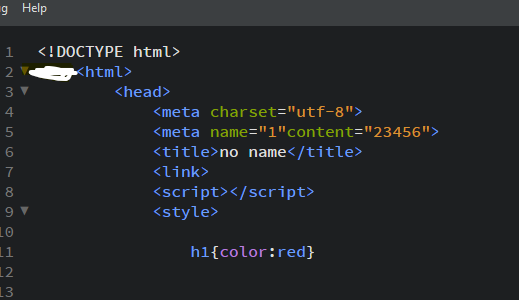 ug Help
1 <!DOCTYPE html>
2 <html>
3 <head>
4 <meta charset="utf-8">
5 <meta name="1"content="23456">
6 <title>no name</title>
7 <link>
8 <script></script>
9 <style>
10
11 h1{color:red}
12
13